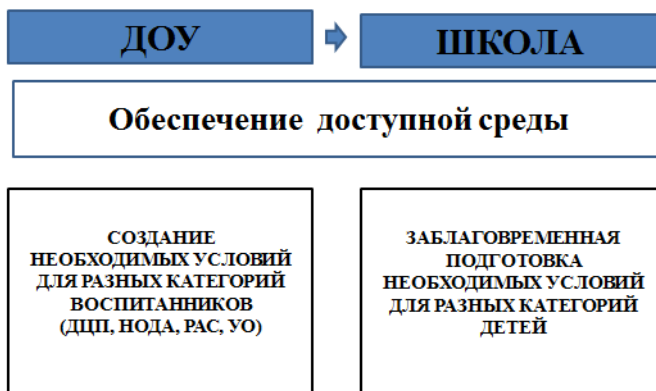 ДОУ
ШКОЛА
Обеспечение доступной среды
СОЗДАНИЕ
НЕОБХОДИМЫХ УСЛОВИЙ
ДЛЯ РАЗНЫХ КАТЕГОРИЙ
ВОСПИТАННИКОВ
(ДЦП, НОДА, РАС, УО)
ЗАБЛАГОВРЕМЕННАЯ
ПОДГОТОВКА
НЕОБХОДИМЫХ УСЛОВИЙ
ДЛЯ РАЗНЫХ КАТЕГОРИЙ
ДЕТЕЙ